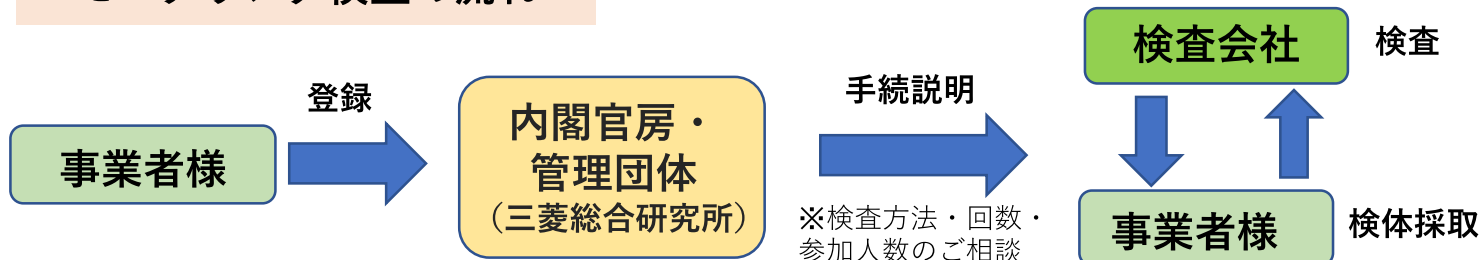 事業者様
登録
内閣官房・
管理団体
（三菱総合研究所）
手続説明
※検査方法・回数・
参加人数のご相談
検査会社
検査
事業者様
検体採取